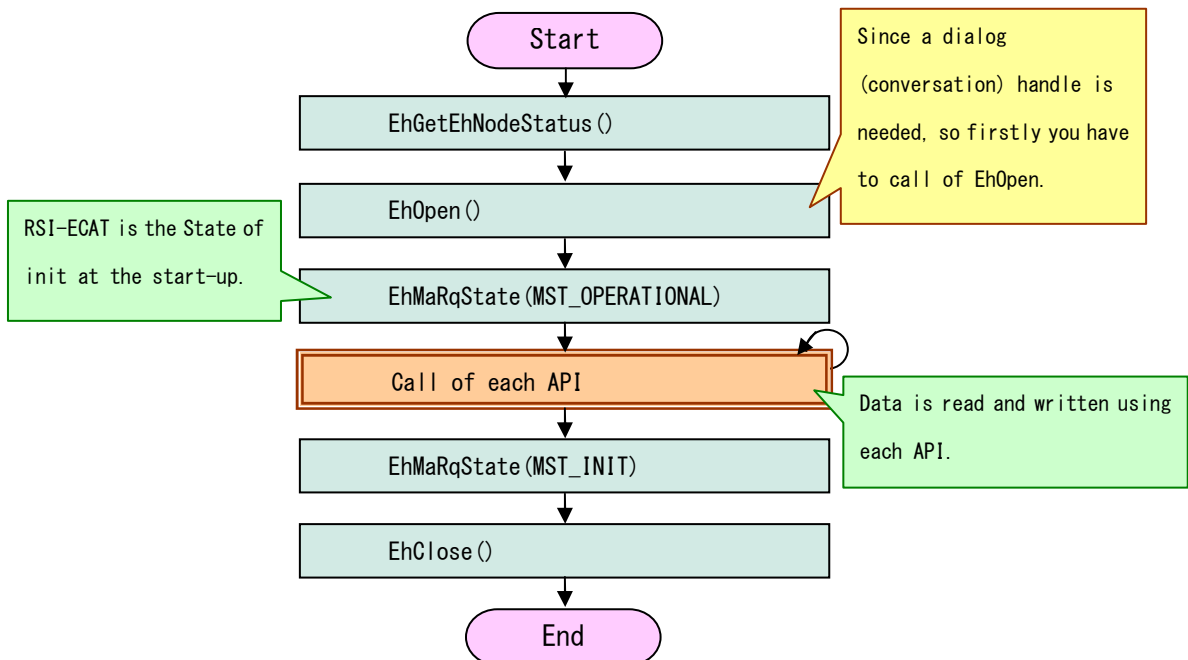 Start
Since a dialog
(conversation) handle is
needed, so firstly you have
to call of EhOpen.
EhGetEhNodeStatus()
EhOpen()
RSI-ECAT is the State of
init at the start-up.
EhMaRqState(MST_OPERATIONAL)
Call of each API
Data is read and written using
each API.
EhMaRqState(MST_INIT)
EhClose()
End